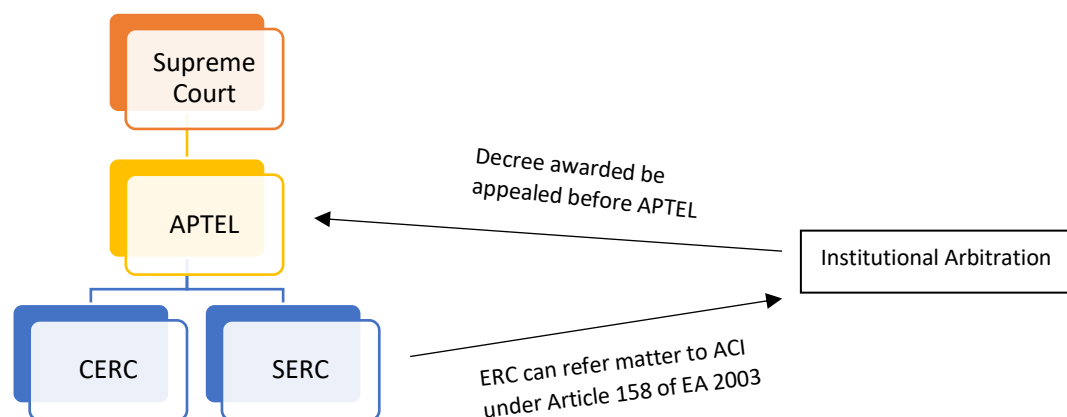 Supreme
Court
Decree awarded be
appealed before APTEL
APTEL
Institutional Arbitration
CERC
SERC
ERC can refer matter to ACI
under Article 158 of EA 2003